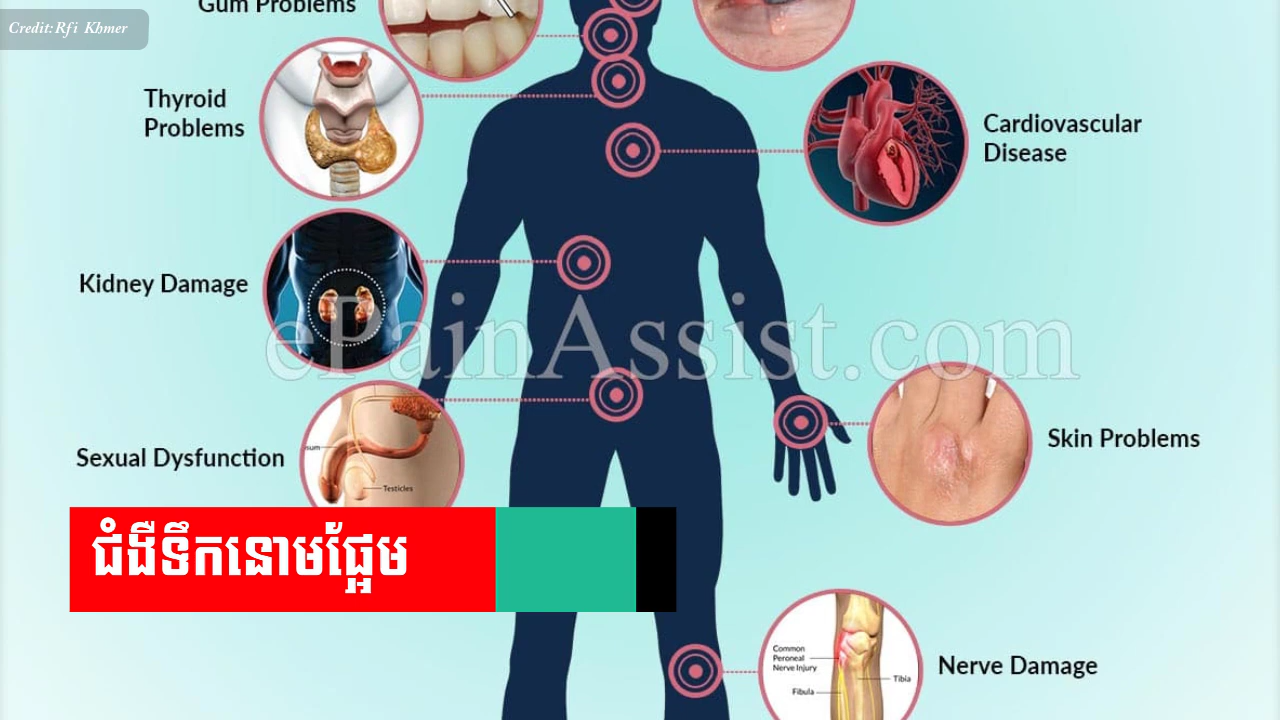 Gum Problems
Credit:Rfi Khmer
Thyroid
Problems
Cardiovascular
Disease
Kidney Damage
ePainAssist.com
Skin Problems
Sexual Dysfunction
Testicles
ជំងឺទឹកនោមផ្អែម
Common
Peroneal
Nerve Injury
Tibia
Fibula
Nerve Damage